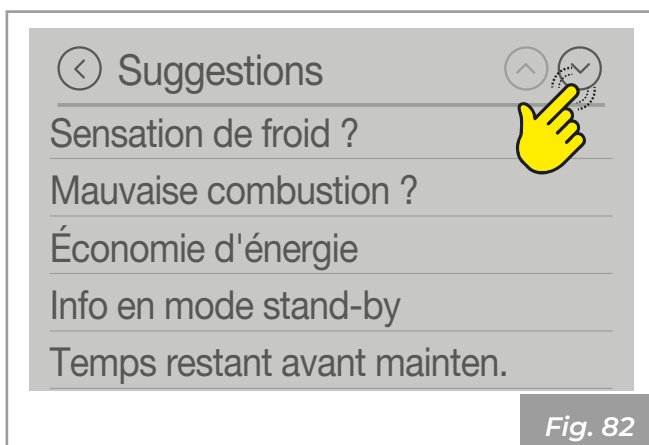 Suggestions
Sensation de froid ?
Mauvaise combustion ?
Économie d'énergie
Info en mode stand-by
Temps restant avant mainten.
Fig. 82